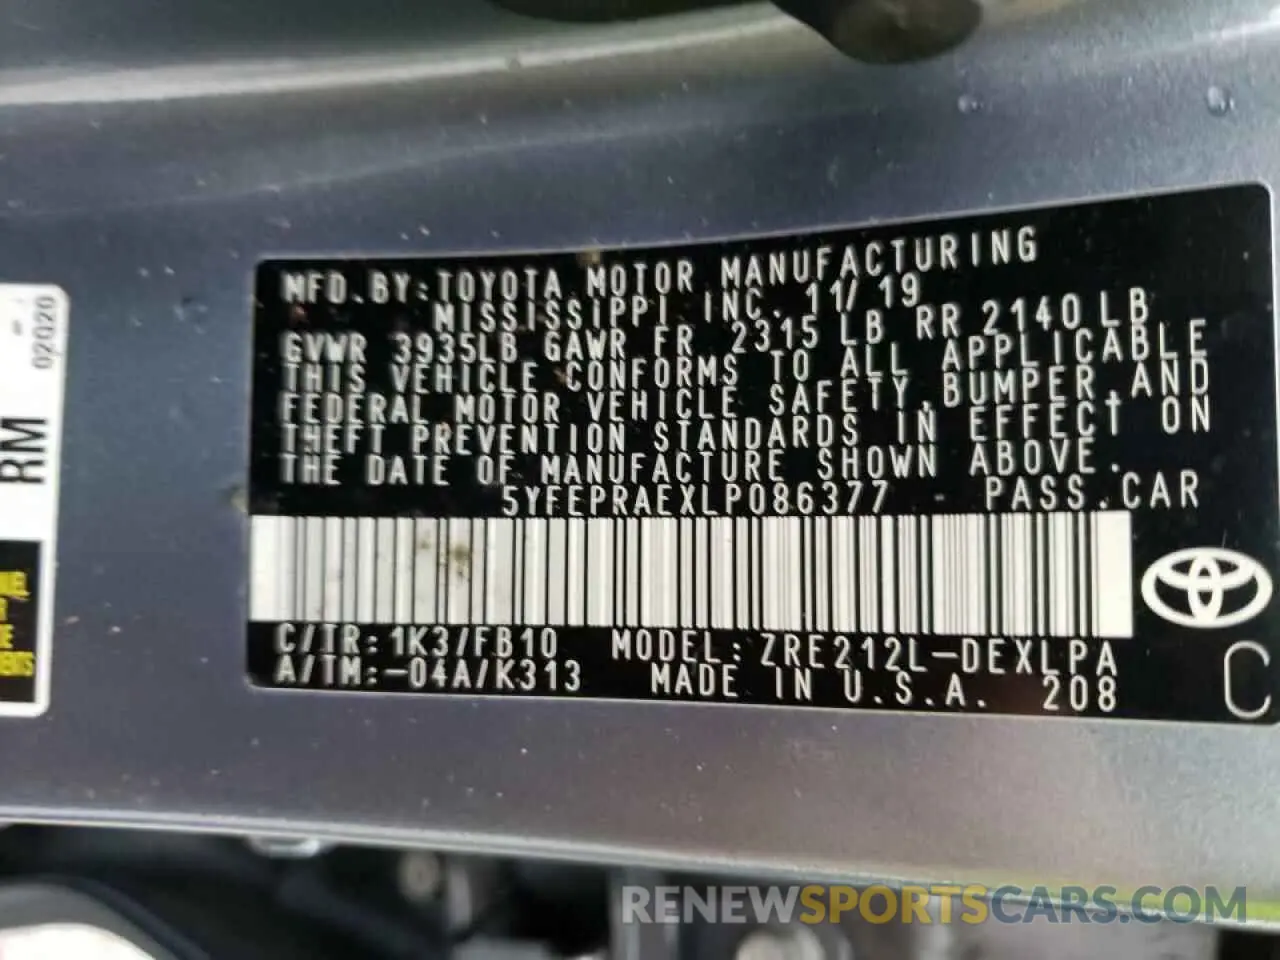 MFD.BY:TOYOTA MOTOR MANUFACTURING
MISSISSIPPI INC. 11/19
GVWR 3935LB GAWR FR 2315 LB RR 2140 LB
THIS VEHICLE CONFORMS TO ALL APPLICABLE
FEDERAL MOTOR VEHICLE SAFETY,BUMPER,AND
THEFT PREVENTION STANDARDS IN EFFECT ON
THE DATE OF MANUFACTURE SHOWN ABOVE.
5YFEPRAEXLP086377 PASS.CAR
C/TR:1K3/FB10 MODEL:ZRE212L-DEXLPA
A/TM:-04A/K313 MADE IN U.S.A. 208
C
02020
RM
RENEWSPORTSCARS.COM